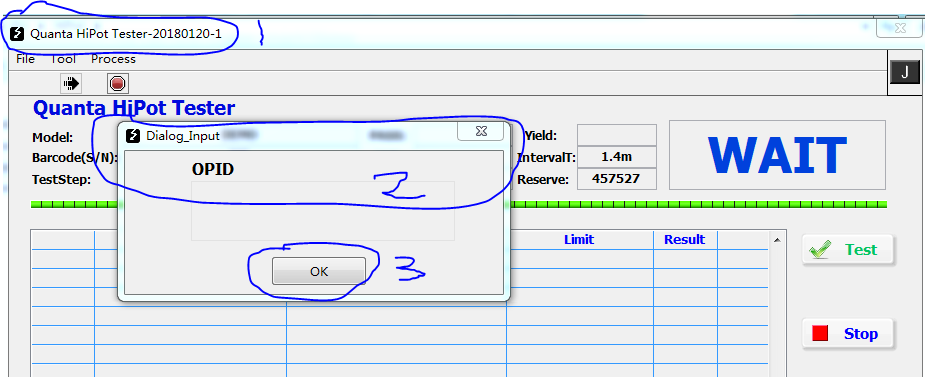 Quanta HiPot Tester-20180120-1
1
File Tool Process
J
Quanta HiPot Tester
Model:
Dialog_Input
Yield:
WAIT
Barcode(S/N):
IntervalT: 1.4m
TestStep:
OPID
Reserve: 457527
2
Limit Result
Test
OK
3
Stop